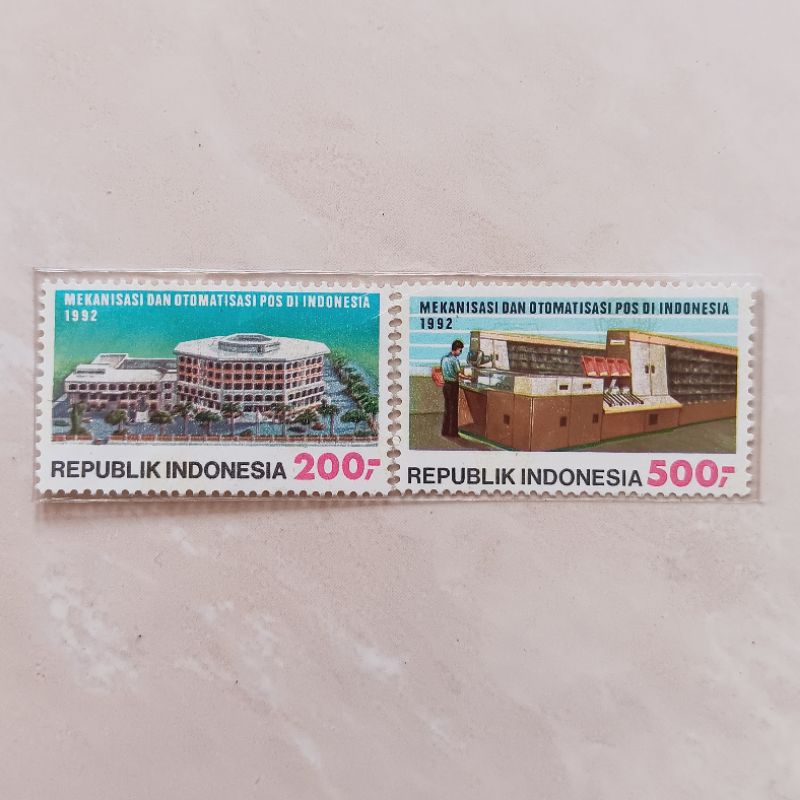 MEKANISASI DAN OTOMATISASI POS DI INDONESIA
1992
REPUBLIK INDONESIA 200,-
MEKANISASI DAN OTOMATISASI POS DI INDONESIA
1992
REPUBLIK INDONESIA 500,-